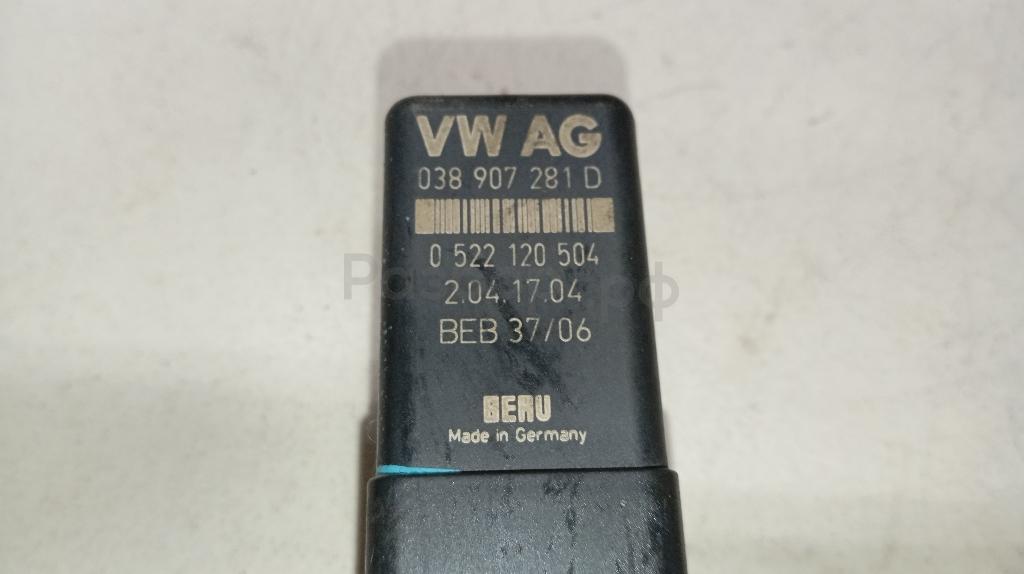 VW AG
038 907 281 D
0 522 120 504
2.04.17.04
BEB 37/06
BERU
Made in Germany